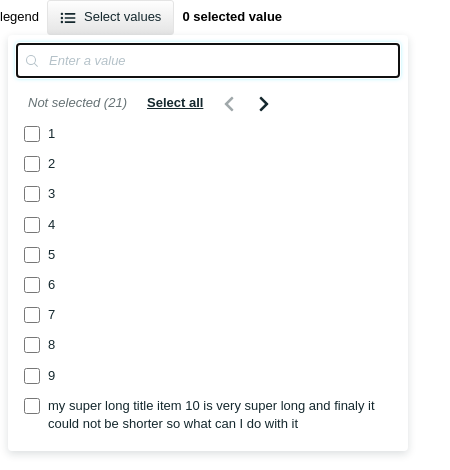 legend Select values 0 selected value
Enter a value
Not selected (21) Select all
1
2
3
4
5
6
7
8
9
my super long title item 10 is very super long and finaly it
could not be shorter so what can I do with it